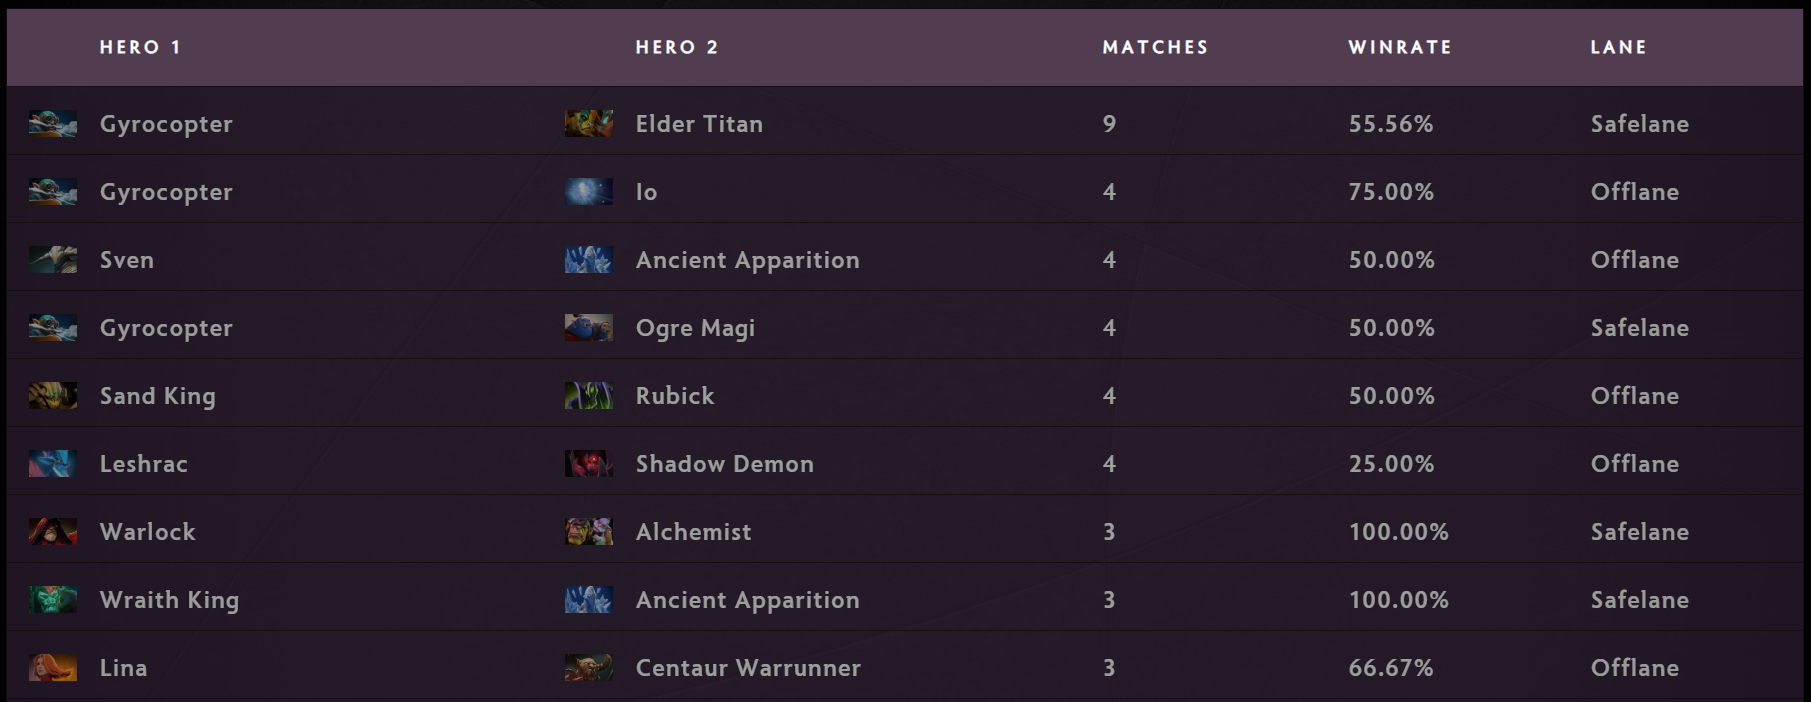 HERO 1 HERO 2 MATCHES WINRATE LANE
Gyrocopter Elder Titan 9 55.56% Safelane
Gyrocopter Io 4 75.00% Offlane
Sven Ancient Apparition 4 50.00% Offlane
Gyrocopter Ogre Magi 4 50.00% Safelane
Sand King Rubick 4 50.00% Offlane
Leshrac Shadow Demon 4 25.00% Offlane
Warlock Alchemist 3 100.00% Safelane
Wraith King Ancient Apparition 3 100.00% Safelane
Lina Centaur Warrunner 3 66.67% Offlane